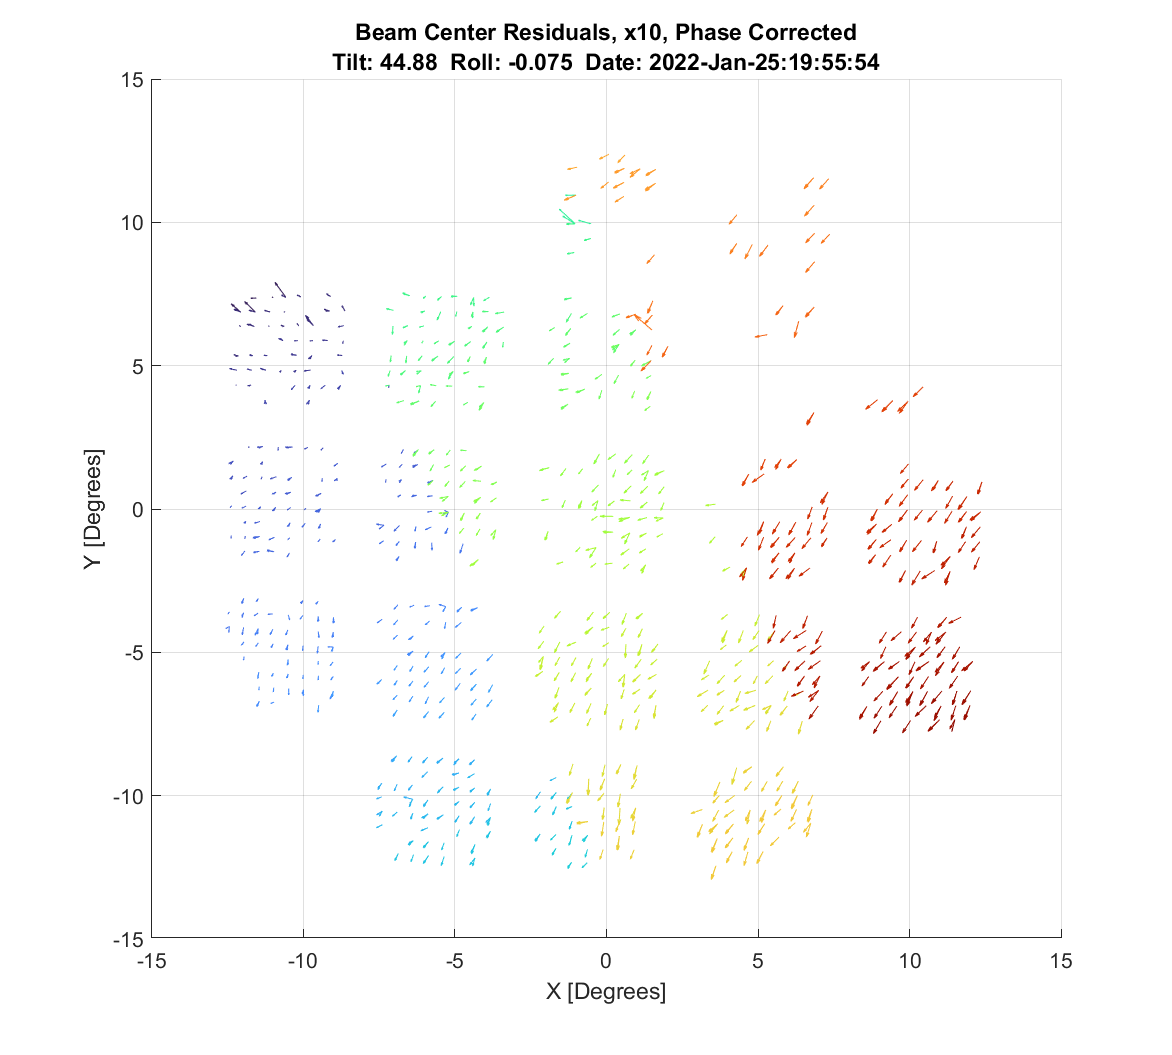 Beam Center Residuals, x10, Phase Corrected
Tilt: 44.88 Roll: -0.075 Date: 2022-Jan-25:19:55:54
15
10
5
0
-5
-10
-15
Y [Degrees]
-15 -10 -5 0 5 10 15
X [Degrees]